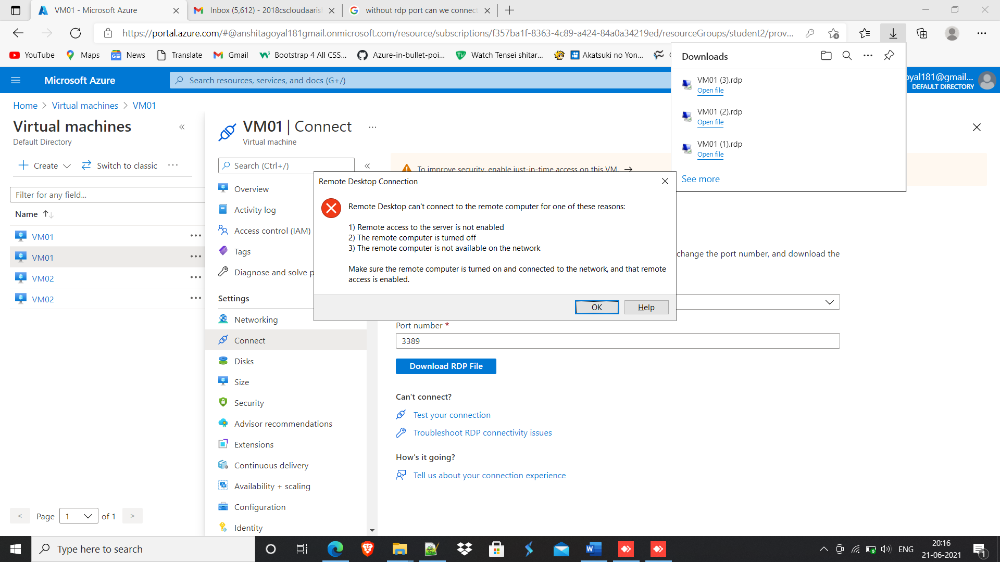 VM01 - Microsoft Azure
Inbox (5,612) - 2018cscloudaaris
without rdp port can we connect
https://portal.azure.com/#@anshitagoyal181gmail.onmicrosoft.com/resource/subscriptions/f357ba1f-8363-4c89-a424-84a0a34219ed/resourceGroups/student2/prov...
YouTube
Maps
News
Translate
Gmail
Bootstrap 4 All CSS...
Azure-in-bullet-poi...
Watch Tensei shitar...
Akatsuki no Yon...
Downloads
VM01 (3).rdp
Open file
VM01 (2).rdp
Open file
VM01 (1).rdp
Open file
See more
Microsoft Azure
Search resources, services, and docs (G+/)
oyal181@gmail...
DEFAULT DIRECTORY
Home > Virtual machines > VM01
Virtual machines
Default Directory
Create
Switch to classic
Filter for any field...
Name
VM01
VM01
VM02
VM02
< Page 1 of 1 >
VM01 | Connect
Virtual machine
Search (Ctrl+/)
Overview
Activity log
Access control (IAM)
Tags
Diagnose and solve p
Settings
Networking
Connect
Disks
Size
Security
Advisor recommendations
Extensions
Continuous delivery
Availability + scaling
Configuration
Identity
To improve security, enable just-in-time access on this VM. →
Remote Desktop Connection
Remote Desktop can't connect to the remote computer for one of these reasons:
1) Remote access to the server is not enabled
2) The remote computer is turned off
3) The remote computer is not available on the network
Make sure the remote computer is turned on and connected to the network, and that remote
access is enabled.
OK
Help
change the port number, and download the
Port number *
3389
Download RDP File
Can't connect?
Test your connection
Troubleshoot RDP connectivity issues
How's it going?
Tell us about your connection experience
Type here to search
ENG
20:16
21-06-2021
1